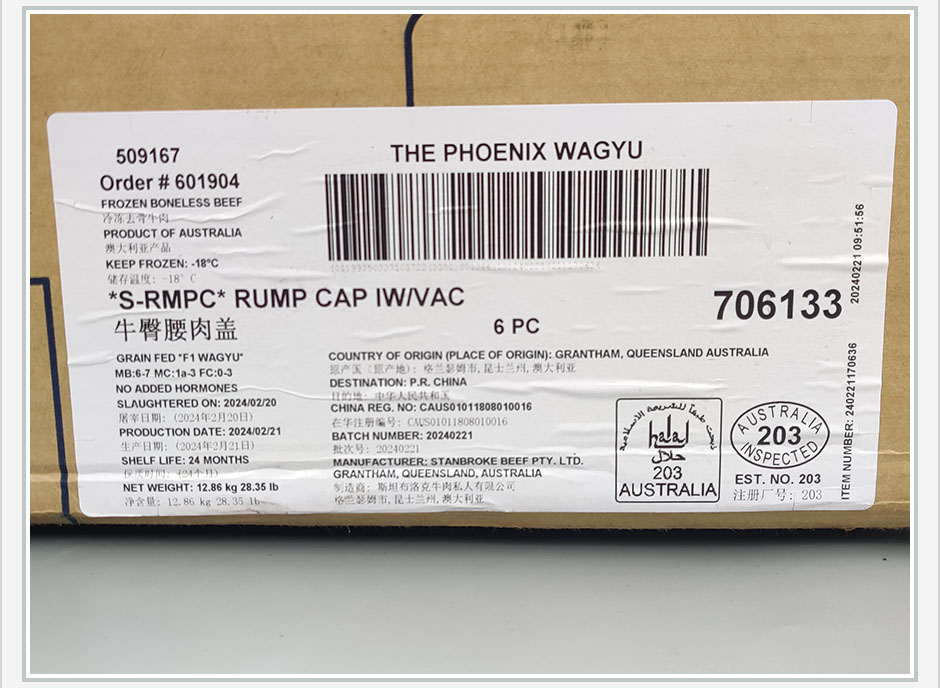 509167
Order # 601904
FROZEN BONELESS BEEF
冷冻去骨牛肉
PRODUCT OF AUSTRALIA
澳大利亚产品
KEEP FROZEN: -18°C
储存温度: -18°C
THE PHOENIX WAGYU
*S-RMPC* RUMP CAP IW/VAC
牛臀腰肉盖
6 PC
706133
20240221 09:51:56
GRAIN FED *F1 WAGYU*
MB:6-7 MC:1a-3 FC:0-3
NO ADDED HORMONES
SLAUGHTERED ON: 2024/02/20
屠宰日期: (2024年2月20日)
PRODUCTION DATE: 2024/02/21
生产日期: (2024年2月21日)
SHELF LIFE: 24 MONTHS
(24个月)
NET WEIGHT: 12.86 kg 28.35 lb
净含量: 12.86 kg 28.35 lb
COUNTRY OF ORIGIN (PLACE OF ORIGIN): GRANTHAM, QUEENSLAND AUSTRALIA
原产国(原产地): 格兰瑟姆市,昆士兰州,澳大利亚
DESTINATION: P.R. CHINA
目的地: 中华人民共和国
CHINA REG. NO: CAUS01011808010016
在华注册编号: CAUS01011808010016
BATCH NUMBER: 20240221
批次号: 20240221
MANUFACTURER: STANBROKE BEEF PTY. LTD.
GRANTHAM, QUEENSLAND, AUSTRALIA
制造商: 斯坦布洛克牛肉私人有限公司
格兰瑟姆市,昆士兰州,澳大利亚
ذبحت طبقا للشريعة الاسلامية
halal
حلال
203
AUSTRALIA
AUSTRALIA
203
INSPECTED
EST. NO. 203
注册厂号: 203
ITEM NUMBER: 240221170636